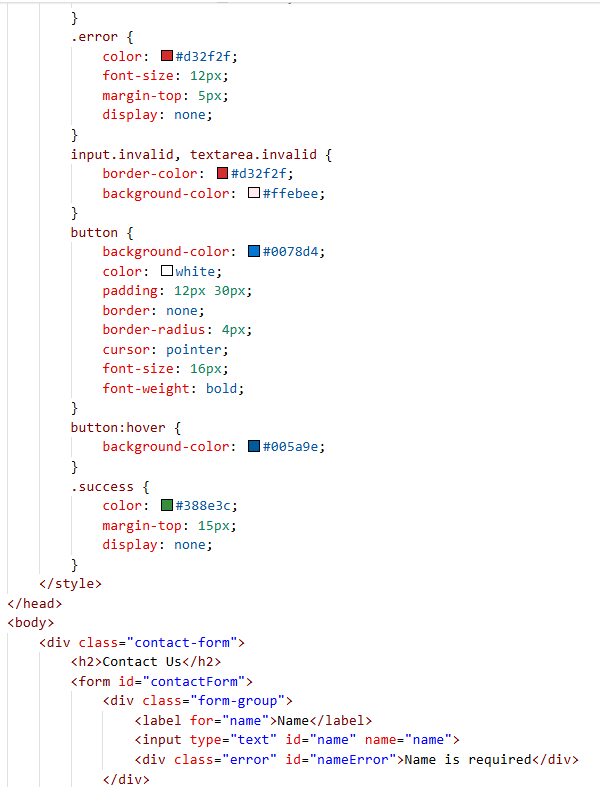 }
.error {
color: #d32f2f;
font-size: 12px;
margin-top: 5px;
display: none;
}
input.invalid, textarea.invalid {
border-color: #d32f2f;
background-color: #ffebee;
}
button {
background-color: #0078d4;
color: white;
padding: 12px 30px;
border: none;
border-radius: 4px;
cursor: pointer;
font-size: 16px;
font-weight: bold;
}
button:hover {
background-color: #005a9e;
}
.success {
color: #388e3c;
margin-top: 15px;
display: none;
}
</style>
</head>
<body>
<div class="contact-form">
<h2>Contact Us</h2>
<form id="contactForm">
<div class="form-group">
<label for="name">Name</label>
<input type="text" id="name" name="name">
<div class="error" id="nameError">Name is required</div>
</div>